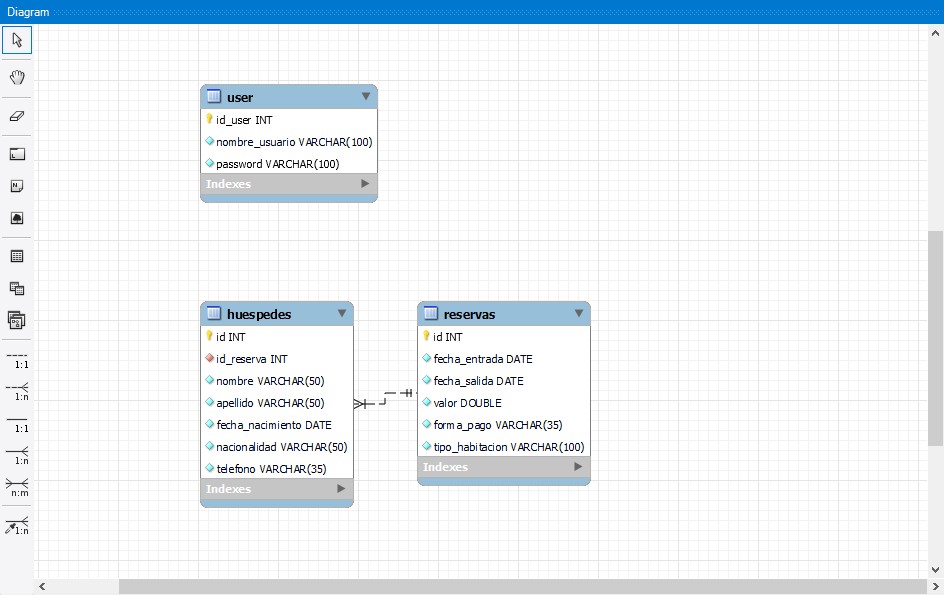 Diagram
user
id_user INT
nombre_usuario VARCHAR(100)
password VARCHAR(100)
Indexes
huespedes
id INT
id_reserva INT
nombre VARCHAR(50)
apellido VARCHAR(50)
fecha_nacimiento DATE
nacionalidad VARCHAR(50)
telefono VARCHAR(35)
Indexes
reservas
id INT
fecha_entrada DATE
fecha_salida DATE
valor DOUBLE
forma_pago VARCHAR(35)
tipo_habitacion VARCHAR(100)
Indexes
1:1
1:n
1:1
1:n
n:m
1:n